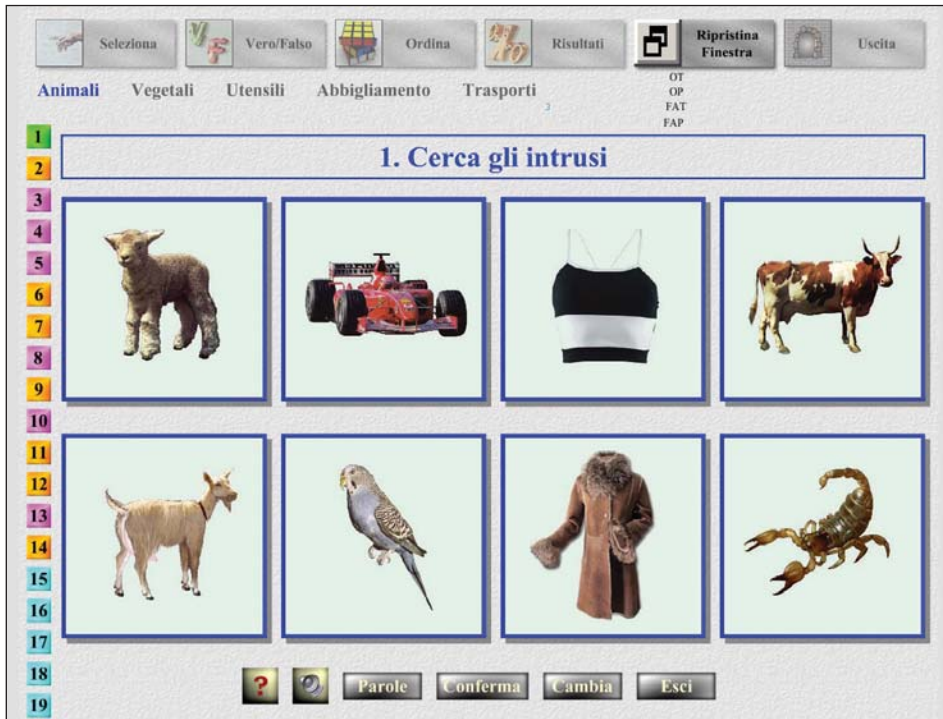 Seleziona
Vero/Falso
Ordina
% Risultati
Ripristina
Finestra
Uscita
Animali Vegetali Utensili Abbigliamento Trasporti
3
OT
OP
FAT
FAP
1. Cerca gli intrusi
1
2
3
4
5
6
7
8
9
10
11
12
13
14
15
16
17
18
19
? Parole Conferma Cambia Esci